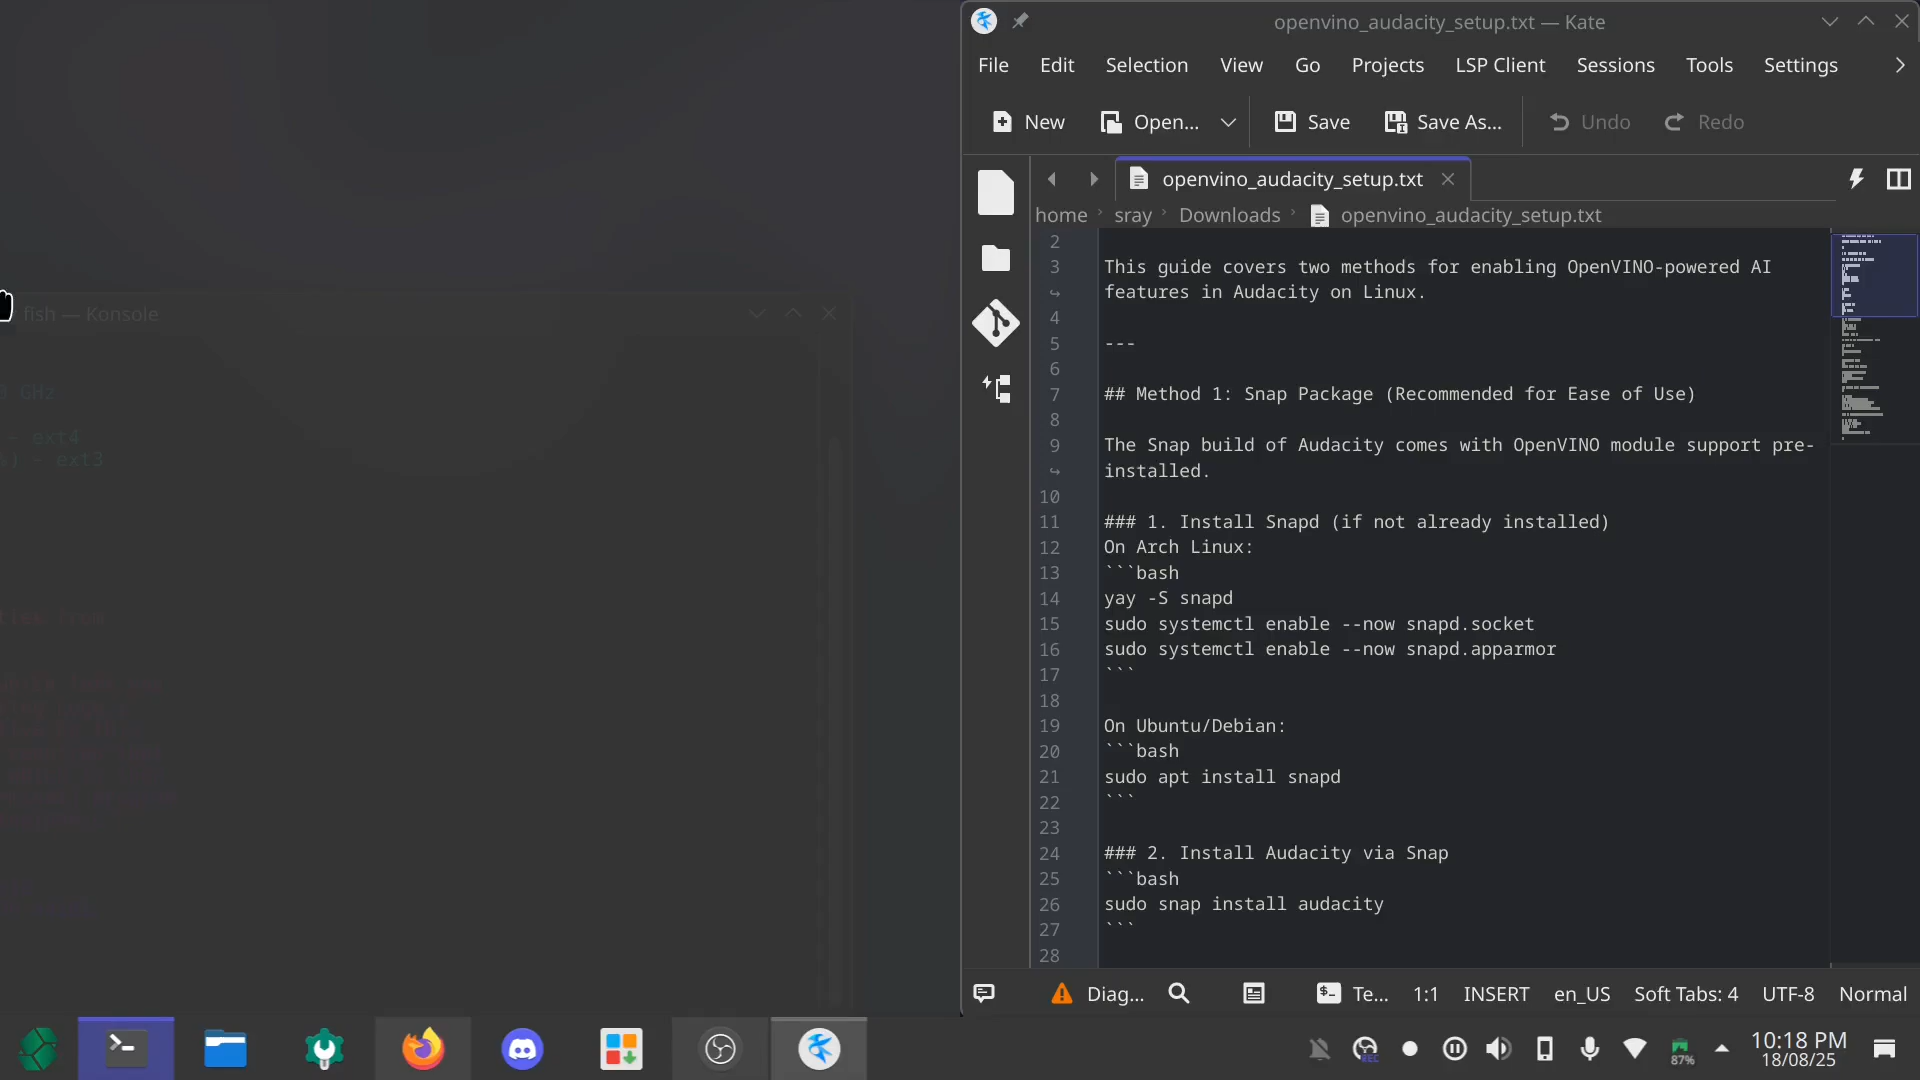 openvino_audacity_setup.txt — Kate
File Edit Selection View Go Projects LSP Client Sessions Tools Settings
New Open... Save Save As... Undo Redo
openvino_audacity_setup.txt
home sray Downloads openvino_audacity_setup.txt
2
3 This guide covers two methods for enabling OpenVINO-powered AI
features in Audacity on Linux.
4
5 ---
6
7 ## Method 1: Snap Package (Recommended for Ease of Use)
8
9 The Snap build of Audacity comes with OpenVINO module support pre-
installed.
10
11 ### 1. Install Snapd (if not already installed)
12 On Arch Linux:
13 ```bash
14 yay -S snapd
15 sudo systemctl enable --now snapd.socket
16 sudo systemctl enable --now snapd.apparmor
17 ```
18
19 On Ubuntu/Debian:
20 ```bash
21 sudo apt install snapd
22 ```
23
24 ### 2. Install Audacity via Snap
25 ```bash
26 sudo snap install audacity
27 ```
28
Diag... Te... 1:1 INSERT en_US Soft Tabs: 4 UTF-8 Normal
fish — Konsole
GHz
- ext4
%) - ext3
REC
87%
10:18 PM
18/08/25